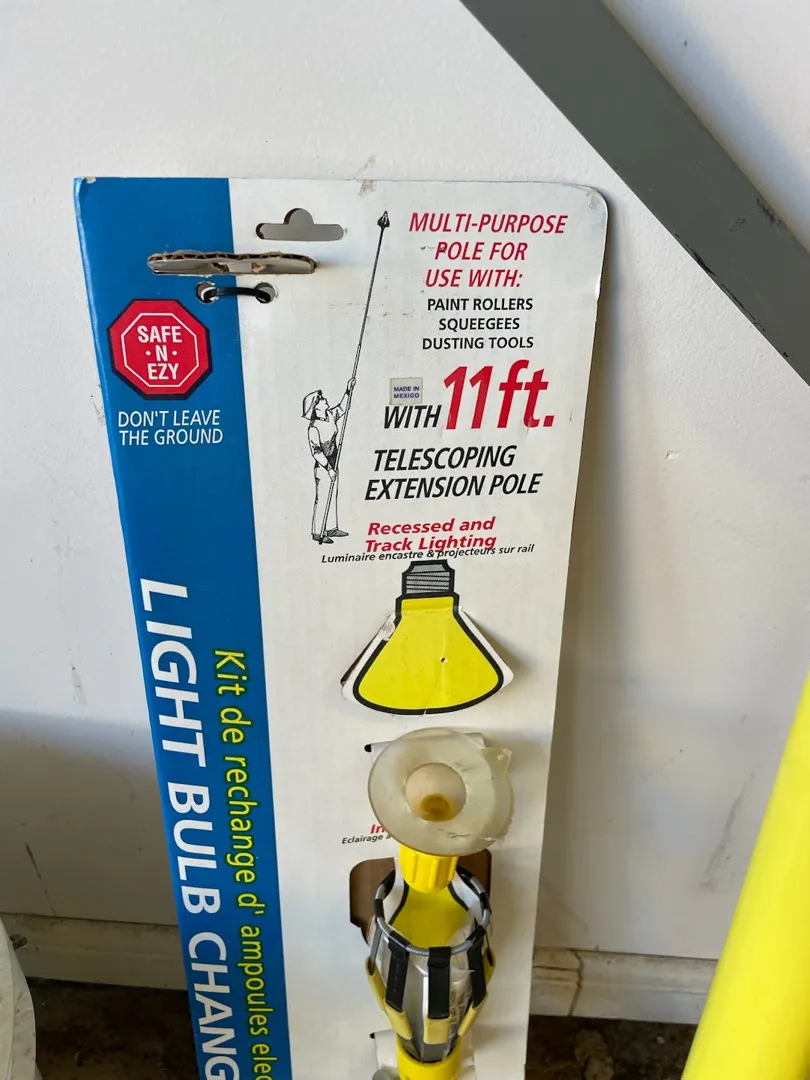 MULTI-PURPOSE
POLE FOR
USE WITH:
PAINT ROLLERS
SQUEEGEES
DUSTING TOOLS
MADE IN
MEXICO
WITH 11ft.
TELESCOPING
EXTENSION POLE
SAFE
·N·
EZY
DON'T LEAVE
THE GROUND
Recessed and
Track Lighting
Luminaire encastre & projecteurs sur rail
Eclairage
LIGHT BULB CHANG
Kit de rechange d' ampoules elec